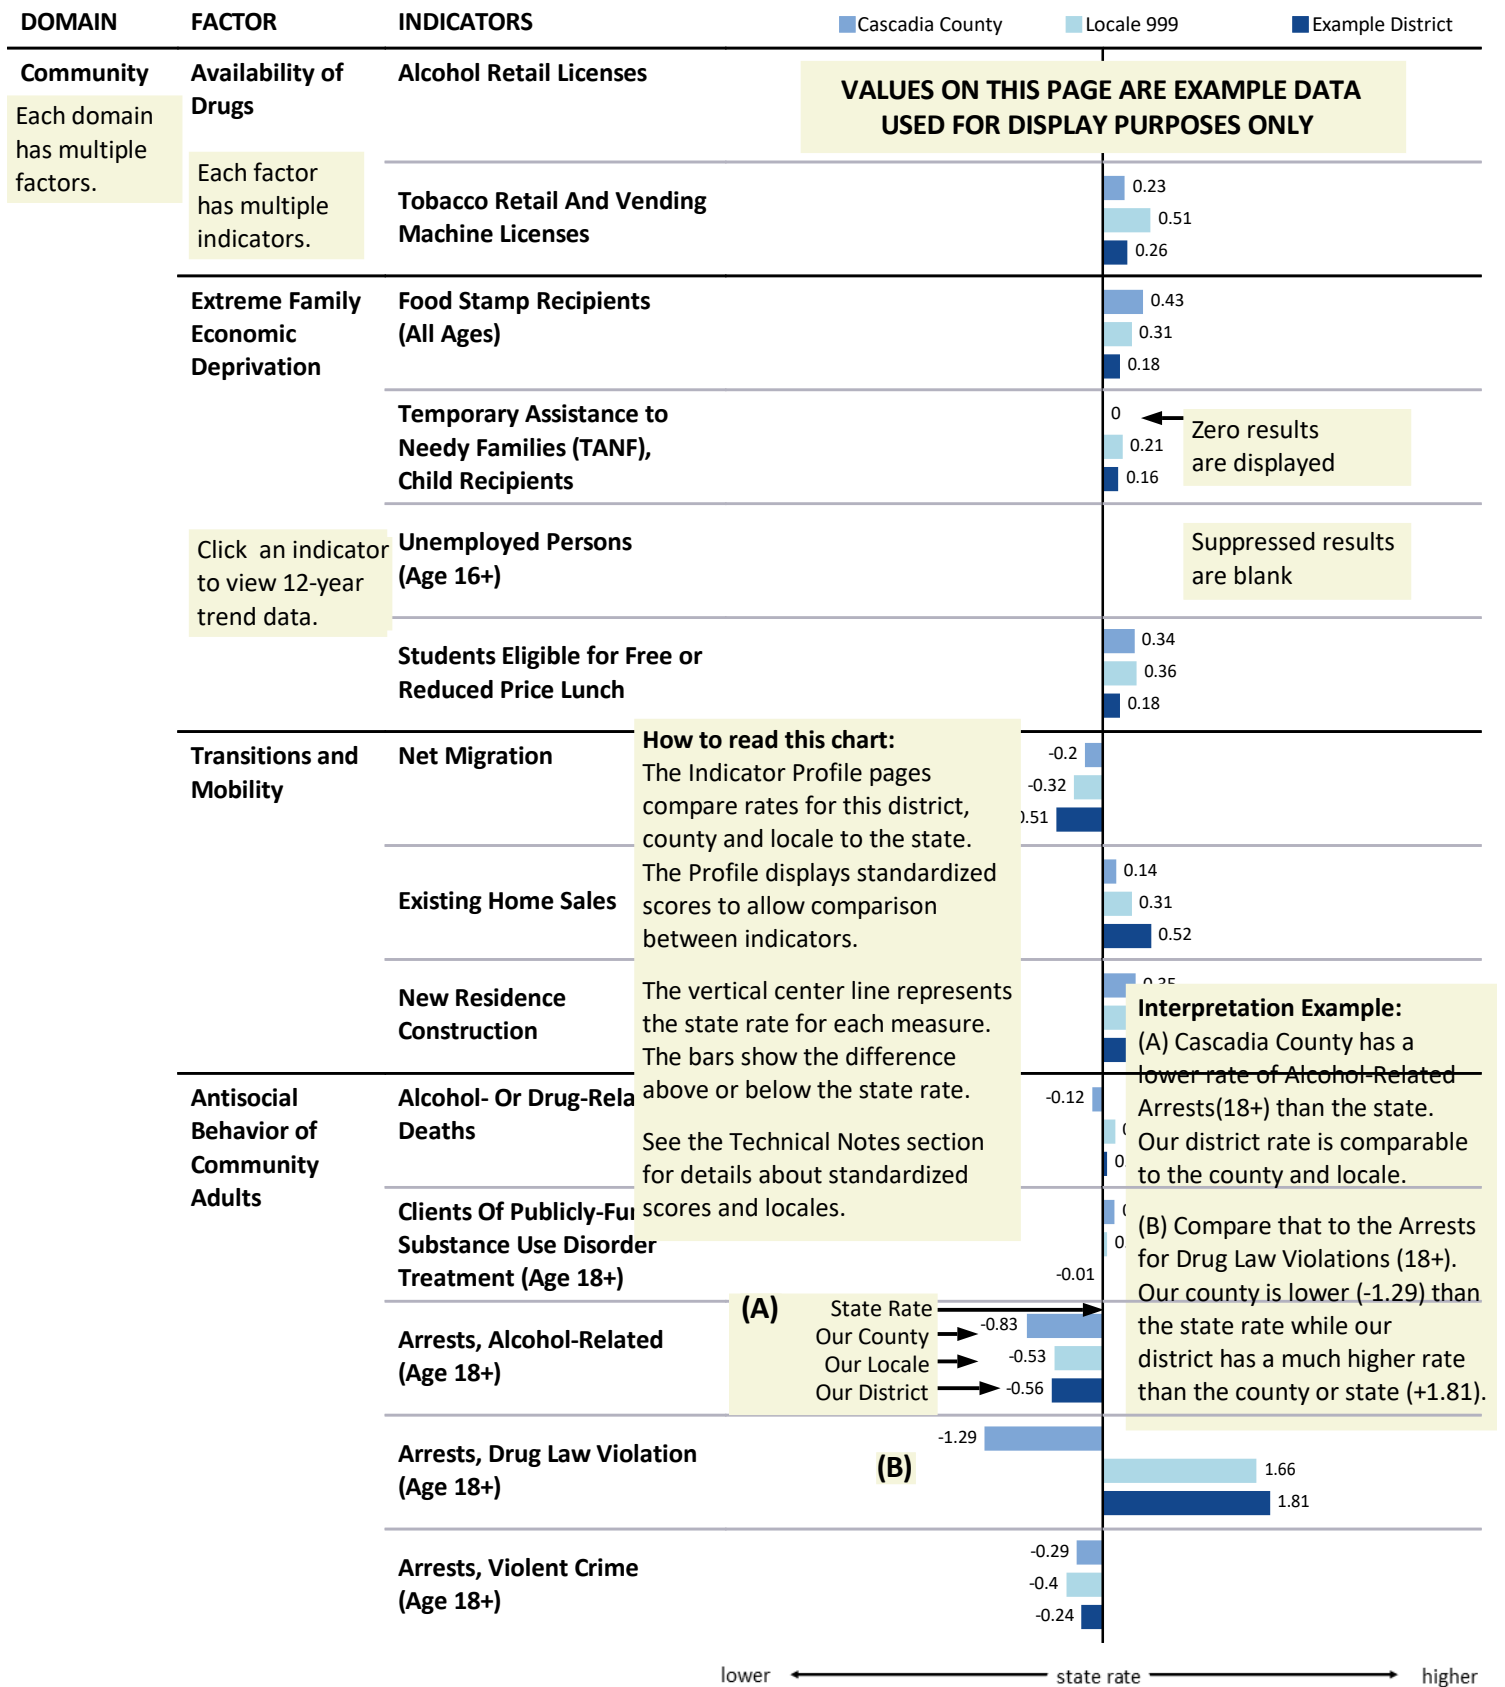 DOMAIN FACTOR INDICATORS Cascadia County Locale 999 Example District
Community Availability of Alcohol Retail Licenses
Drugs
VALUES ON THIS PAGE ARE EXAMPLE DATA
USED FOR DISPLAY PURPOSES ONLY
Each domain
has multiple
factors.
Each factor
has multiple
indicators.
Tobacco Retail And Vending
Machine Licenses
0.23
0.51
0.26
Extreme Family
Economic
Deprivation
Food Stamp Recipients
(All Ages)
0.43
0.31
0.18
Temporary Assistance to
Needy Families (TANF),
Child Recipients
0
0.21
0.16
Zero results
are displayed
Click an indicator
to view 12-year
trend data.
Unemployed Persons
(Age 16+)
Suppressed results
are blank
Students Eligible for Free or
Reduced Price Lunch
0.34
0.36
0.18
Transitions and
Mobility
Net Migration
-0.2
-0.32
0.51
How to read this chart:
The Indicator Profile pages
compare rates for this district,
county and locale to the state.
The Profile displays standardized
scores to allow comparison
between indicators.
The vertical center line represents
the state rate for each measure.
The bars show the difference
above or below the state rate.
See the Technical Notes section
for details about standardized
scores and locales.
Existing Home Sales
0.14
0.31
0.52
New Residence
Construction
Interpretation Example:
(A) Cascadia County has a
lower rate of Alcohol-Related
Arrests(18+) than the state.
Our district rate is comparable
to the county and locale.
(B) Compare that to the Arrests
for Drug Law Violations (18+).
Our county is lower (-1.29) than
the state rate while our
district has a much higher rate
than the county or state (+1.81).
Antisocial
Behavior of
Community
Adults
Alcohol- Or Drug-Rela
Deaths
-0.12
Clients Of Publicly-Fu
Substance Use Disorder
Treatment (Age 18+)
-0.01
Arrests, Alcohol-Related
(Age 18+)
(A) State Rate
Our County -0.83
Our Locale -0.53
Our District -0.56
Arrests, Drug Law Violation
(Age 18+)
(B)
-1.29
1.66
1.81
Arrests, Violent Crime
(Age 18+)
-0.29
-0.4
-0.24
lower state rate higher